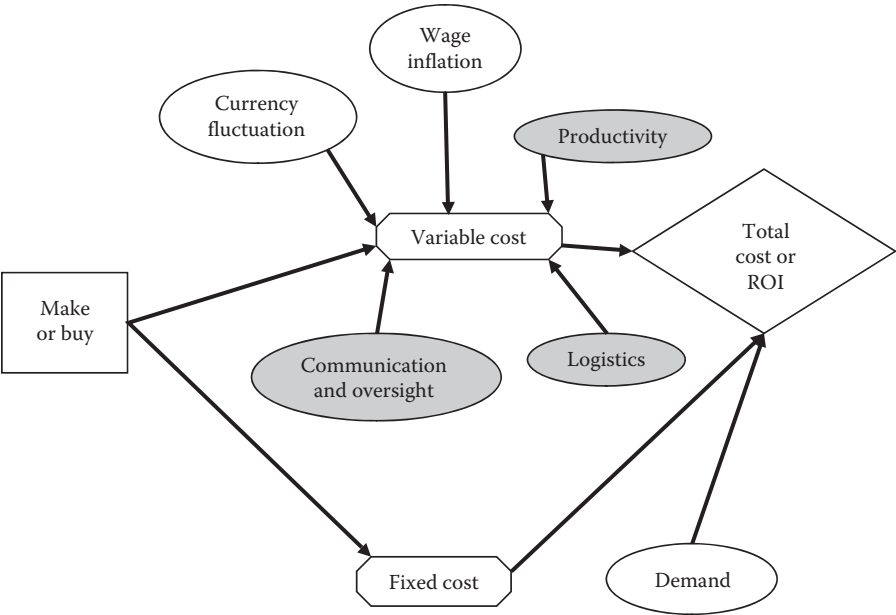 Wage
inflation
Currency
fluctuation
Productivity
Variable cost
Total
cost or
ROI
Make
or buy
Communication
and oversight
Logistics
Fixed cost
Demand